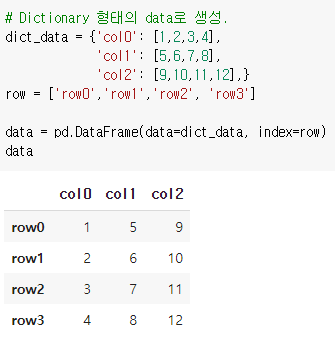 # Dictionary 형태의 data로 생성.
dict_data = {'col0': [1,2,3,4],
'col1': [5,6,7,8],
'col2': [9,10,11,12],}
row = ['row0','row1','row2', 'row3']
data = pd.DataFrame(data=dict_data, index=row)
data
col0 col1 col2
row0 1 5 9
row1 2 6 10
row2 3 7 11
row3 4 8 12